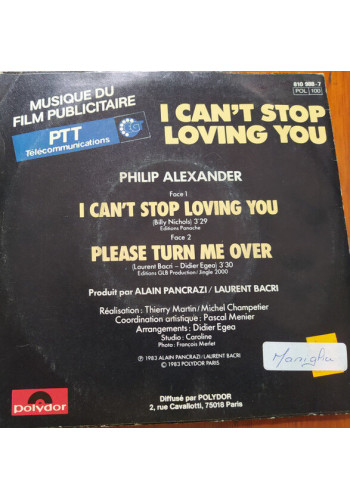 810 988-7
POL 100
MUSIQUE DU
FILM PUBLICITAIRE
PTT
Télécommunications
I CAN'T STOP
LOVING YOU
PHILIP ALEXANDER
Face 1
I CAN'T STOP LOVING YOU
(Billy Nichols) 3'29
Editions Panache
Face 2
PLEASE TURN ME OVER
(Laurent Bacri - Didier Egea) 3'30
Editions GLB Production / Jingle 2000
Produit par ALAIN PANCRAZI / LAURENT BACRI
Réalisation : Thierry Martin / Michel Champetier
Coordination artistique : Pascal Menier
Arrangements : Didier Egea
Studio : Caroline
Photo : François Merlet
℗ 1983 ALAIN PANCRAZI / LAURENT BACRI
© 1983 POLYDOR PARIS
polydor
Diffusé par POLYDOR
2, rue Cavallotti, 75018 Paris